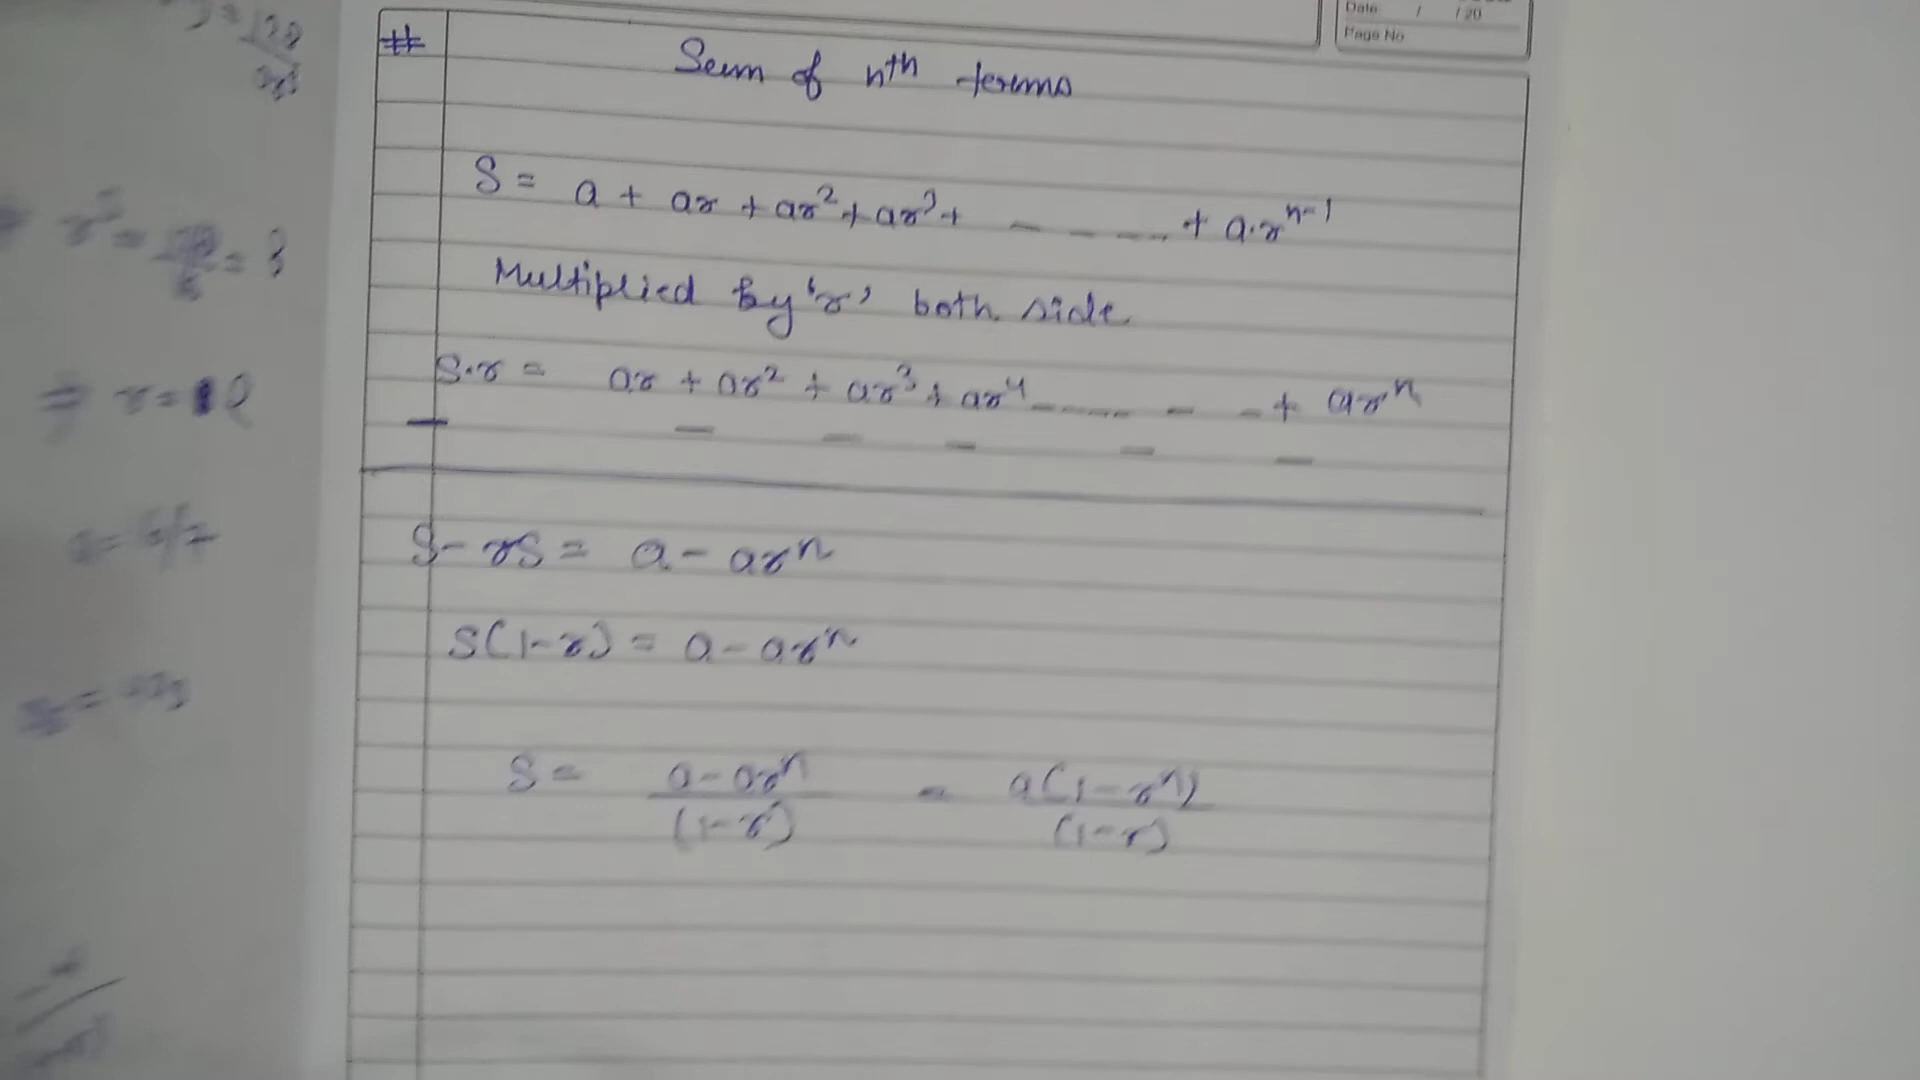 Date / / 20
Page No
# Sum of nth terms
S = a + ar + ar² + ar³ + _ _ _ _ + a.rⁿ⁻¹
Multiplied by 'r' both side
S.r = ar + ar² + ar³ + ar⁴ _ _ _ _ _ + arⁿ
— — — — — —
S - rS = a - arⁿ
S(1-r) = a - arⁿ
S = a - arⁿ / (1-r) = a(1-rⁿ) / (1-r)